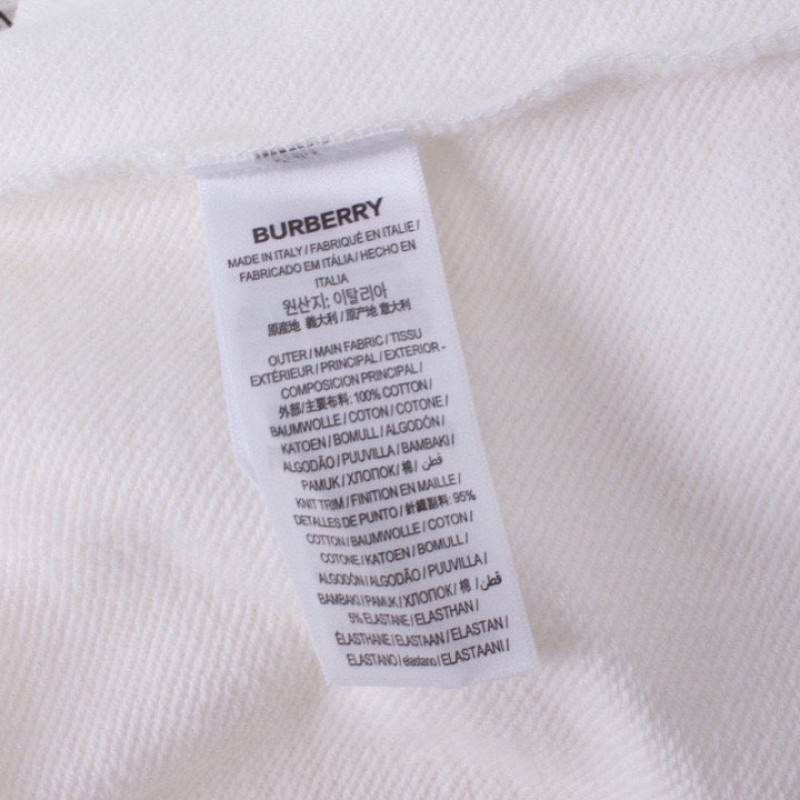 BURBERRY
MADE IN ITALY / FABRIQUÉ EN ITALIE /
FABRICADO EM ITÁLIA / HECHO EN
ITALIA
원산지: 이탈리아
原産地 義大利 / 原产地 意大利
OUTER / MAIN FABRIC / TISSU
EXTÉRIEUR / PRINCIPAL / EXTERIOR -
COMPOSICION PRINCIPAL /
外部/主要布料: 100% COTTON /
BAUMWOLLE / COTON / COTONE /
KATOEN / BOMULL / ALGODÓN /
ALGODÃO / PUUVILLA / BAMBAKI /
PAMUK / ХЛОПОК / 棉 / قطن
KNIT TRIM / FINITION EN MAILLE /
DETALLES DE PUNTO / 針織副料: 95%
COTTON / BAUMWOLLE / COTON /
COTONE / KATOEN / BOMULL /
ALGODÓN / ALGODÃO / PUUVILLA /
BAMBAKI / PAMUK / ХЛОПОК / 棉 / قطن
5% ELASTANE / ELASTHAN /
ÉLASTHANE / ELASTAAN / ELASTAN /
ELASTANO / elastano / ELASTAANI /